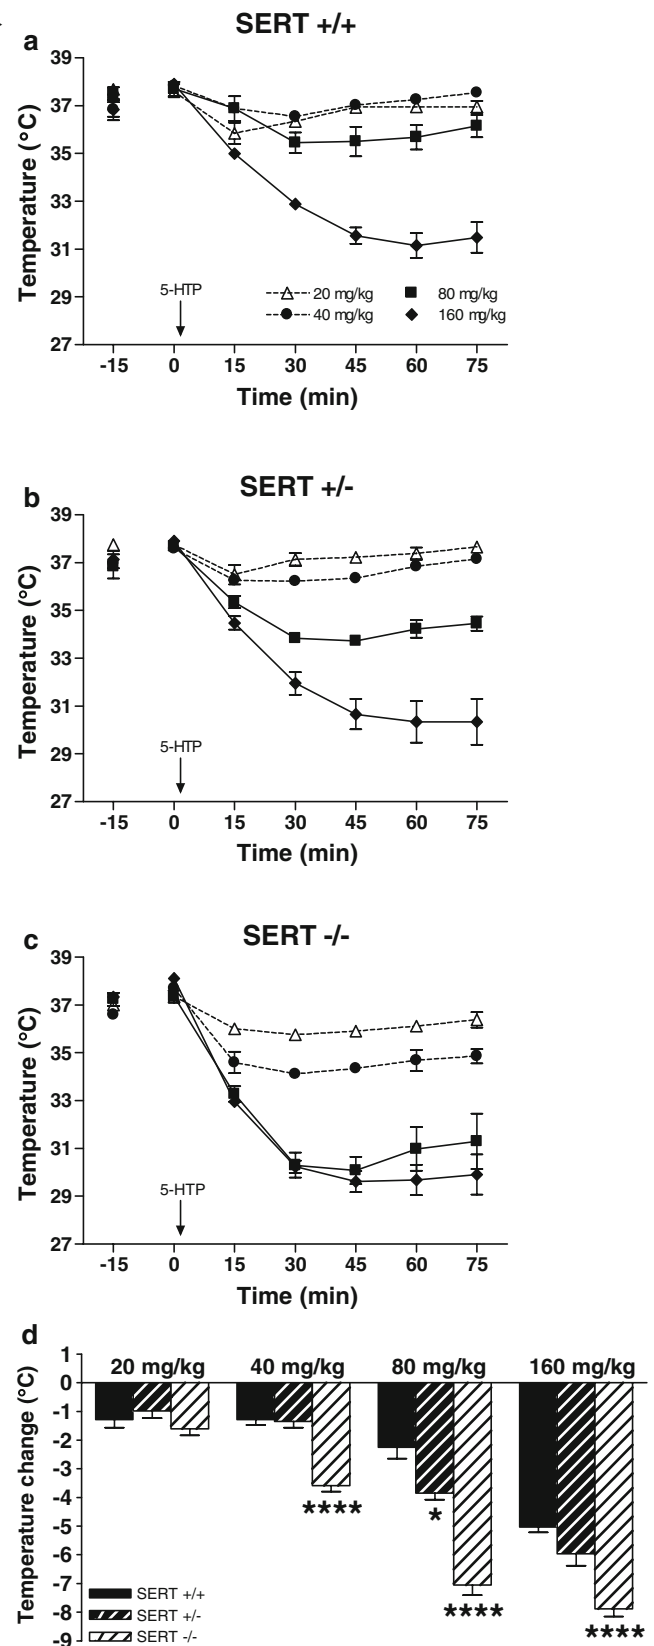 SERT +/+
a
39
37
35
33
31
29
27
Temperature (°C)
5-HTP
20 mg/kg
80 mg/kg
40 mg/kg
160 mg/kg
-15 0 15 30 45 60 75
Time (min)
SERT +/-
b
39
37
35
33
31
29
27
Temperature (°C)
5-HTP
-15 0 15 30 45 60 75
Time (min)
SERT -/-
c
39
37
35
33
31
29
27
Temperature (°C)
5-HTP
-15 0 15 30 45 60 75
Time (min)
d
20 mg/kg 40 mg/kg 80 mg/kg 160 mg/kg
1
0
-1
-2
-3
-4
-5
-6
-7
-8
-9
Temperature change (°C)
****
*
****
****
SERT +/+
SERT +/-
SERT -/-